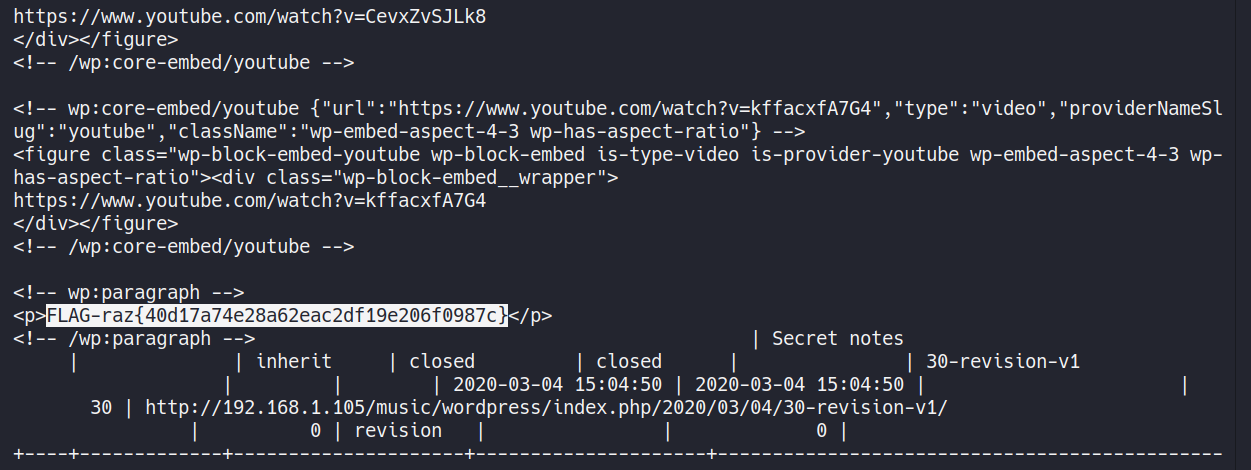 https://www.youtube.com/watch?v=CevxZvSJLk8
</div></figure>
<!-- /wp:core-embed/youtube -->
<!-- wp:core-embed/youtube {"url":"https://www.youtube.com/watch?v=kffacxfA7G4","type":"video","providerNameSl
ug":"youtube","className":"wp-embed-aspect-4-3 wp-has-aspect-ratio"} -->
<figure class="wp-block-embed-youtube wp-block-embed is-type-video is-provider-youtube wp-embed-aspect-4-3 wp-
has-aspect-ratio"><div class="wp-block-embed__wrapper">
https://www.youtube.com/watch?v=kffacxfA7G4
</div></figure>
<!-- /wp:core-embed/youtube -->
<!-- wp:paragraph -->
<p>FLAG-raz{40d17a74e28a62eac2df19e206f0987c}</p>
<!-- /wp:paragraph --> | Secret notes
| | inherit | closed | closed | | 30-revision-v1
| | | 2020-03-04 15:04:50 | 2020-03-04 15:04:50 | |
30 | http://192.168.1.105/music/wordpress/index.php/2020/03/04/30-revision-v1/
| 0 | revision | | 0 |
+----+-------------+---------------------+---------------------+----------------------------------------------